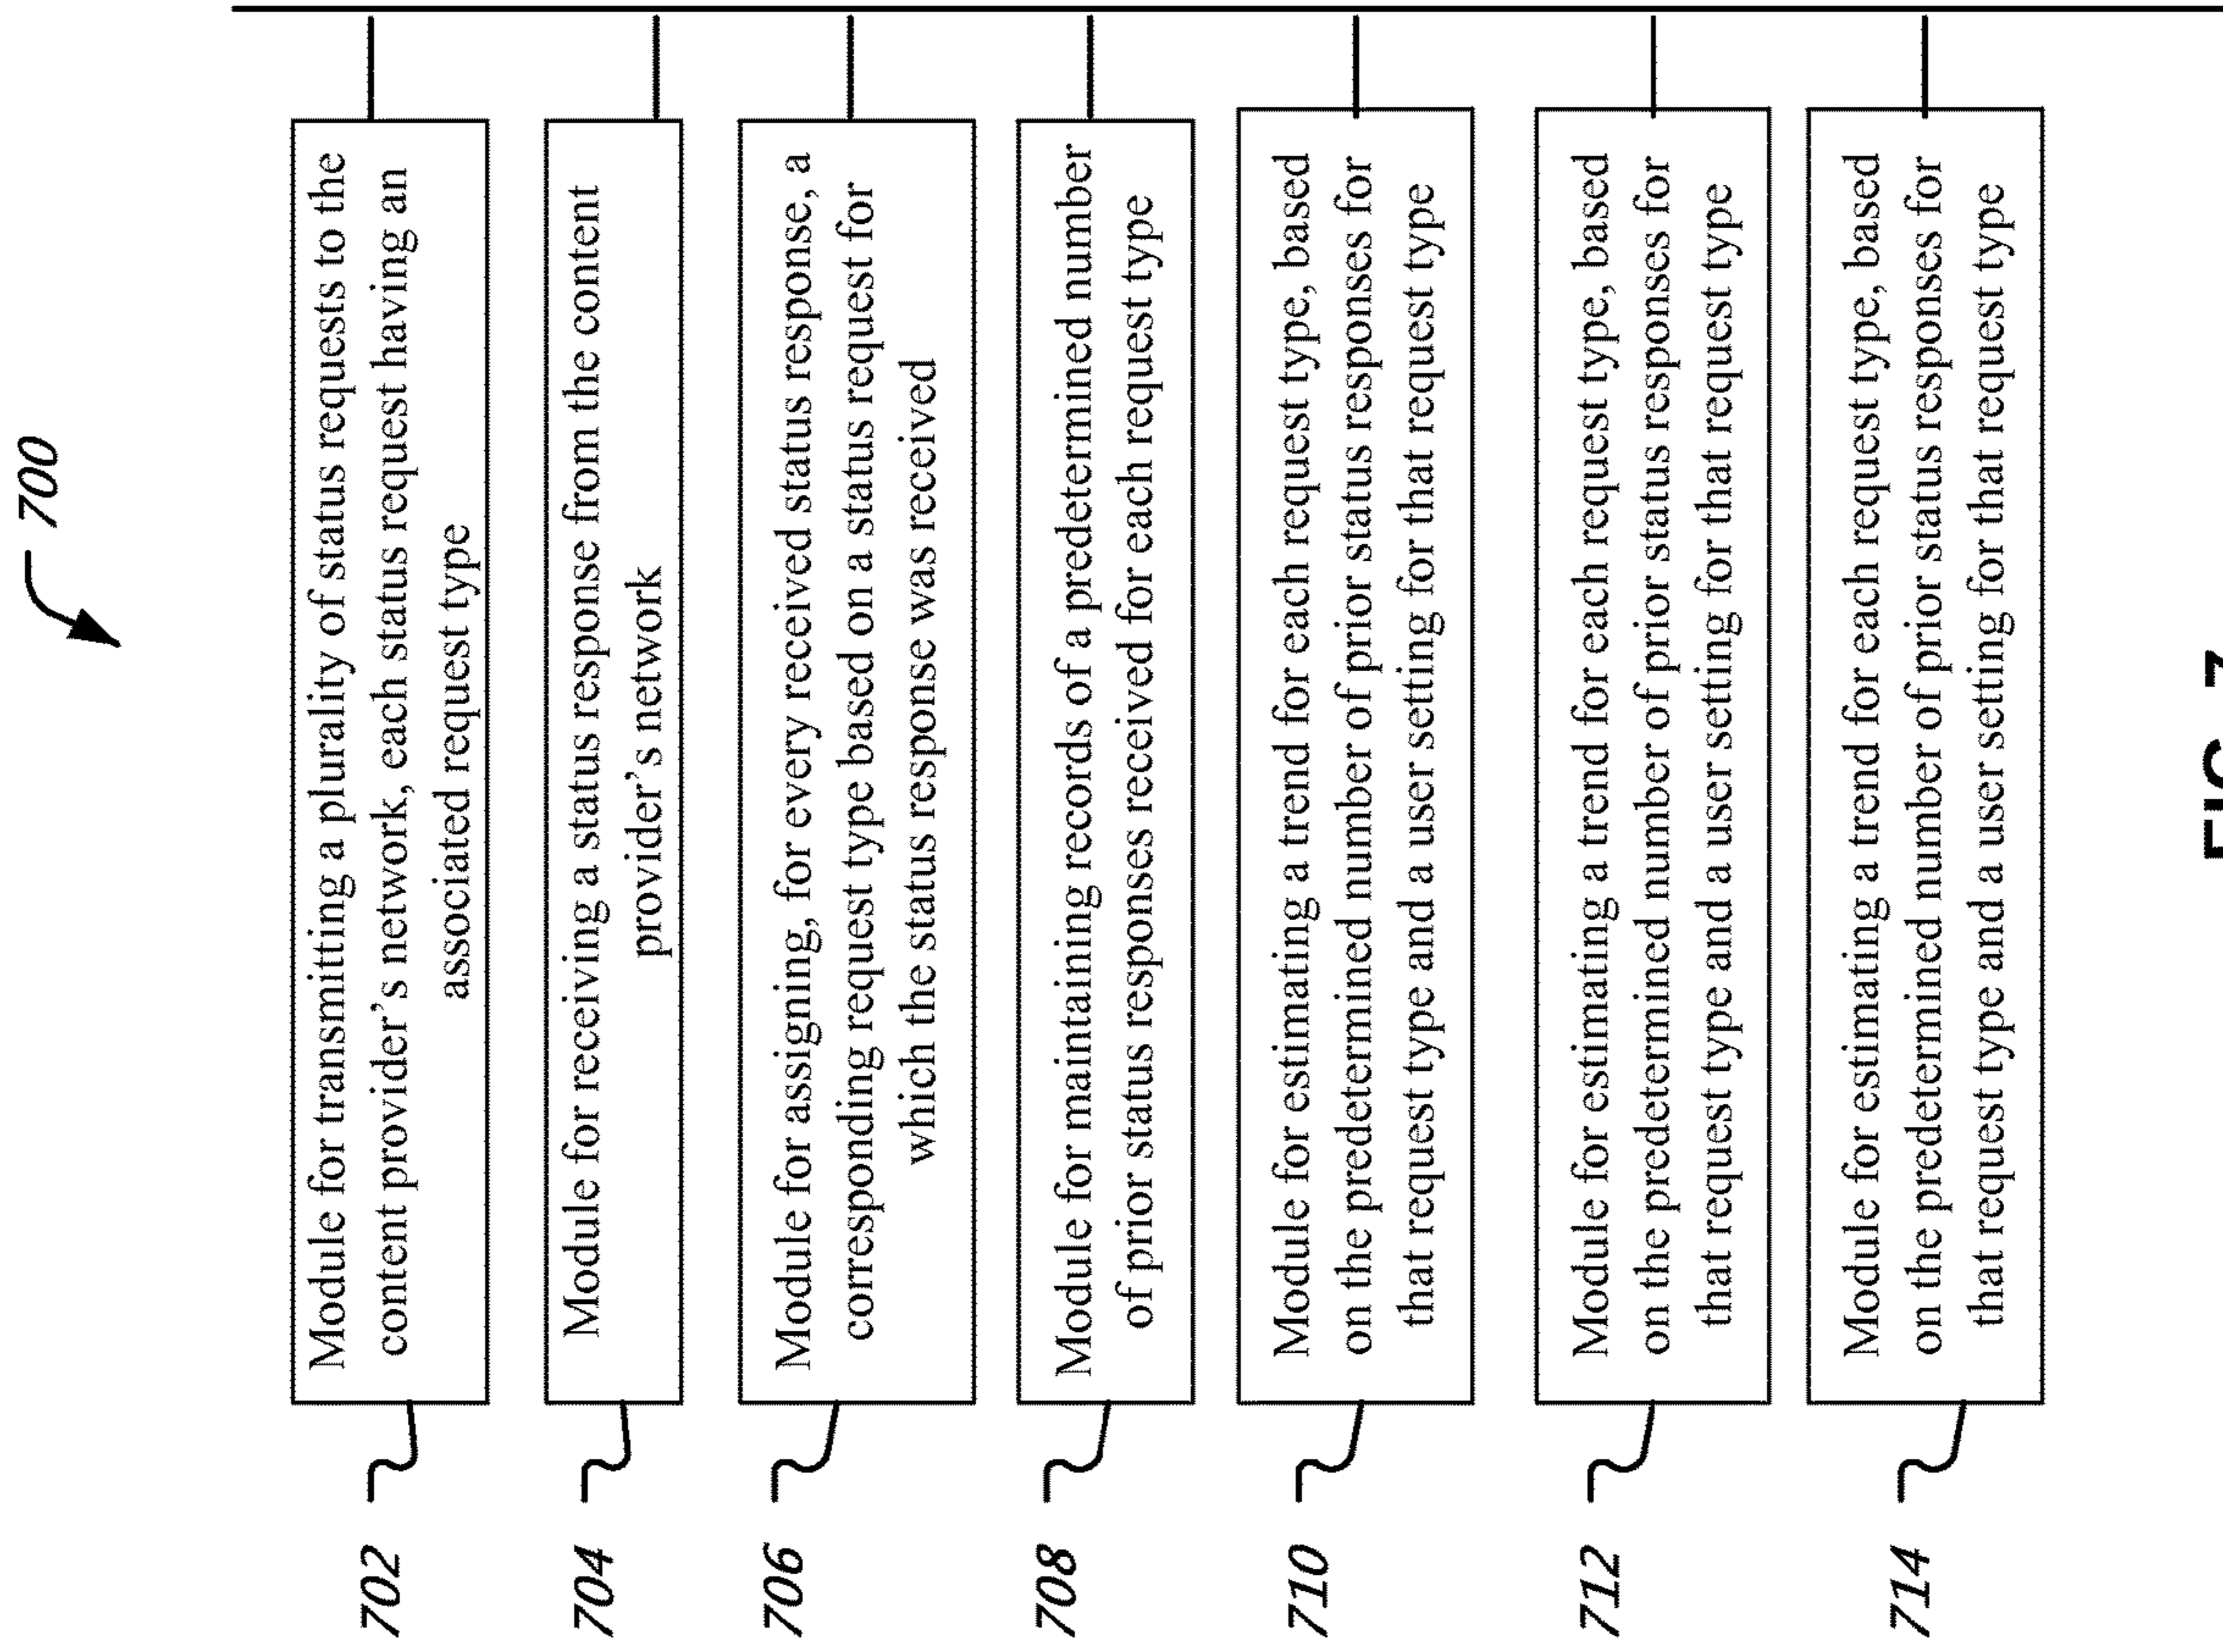 700
702
Module for transmitting a plurality of status requests to the
content provider's network, each status request having an
associated request type
704
Module for receiving a status response from the content
provider's network
706
Module for assigning, for every received status response, a
corresponding request type based on a status request for
which the status response was received
708
Module for maintaining records of a predetermined number
of prior status responses received for each request type
710
Module for estimating a trend for each request type, based
on the predetermined number of prior status responses for
that request type and a user setting for that request type
712
Module for estimating a trend for each request type, based
on the predetermined number of prior status responses for
that request type and a user setting for that request type
714
Module for estimating a trend for each request type, based
on the predetermined number of prior status responses for
that request type and a user setting for that request type